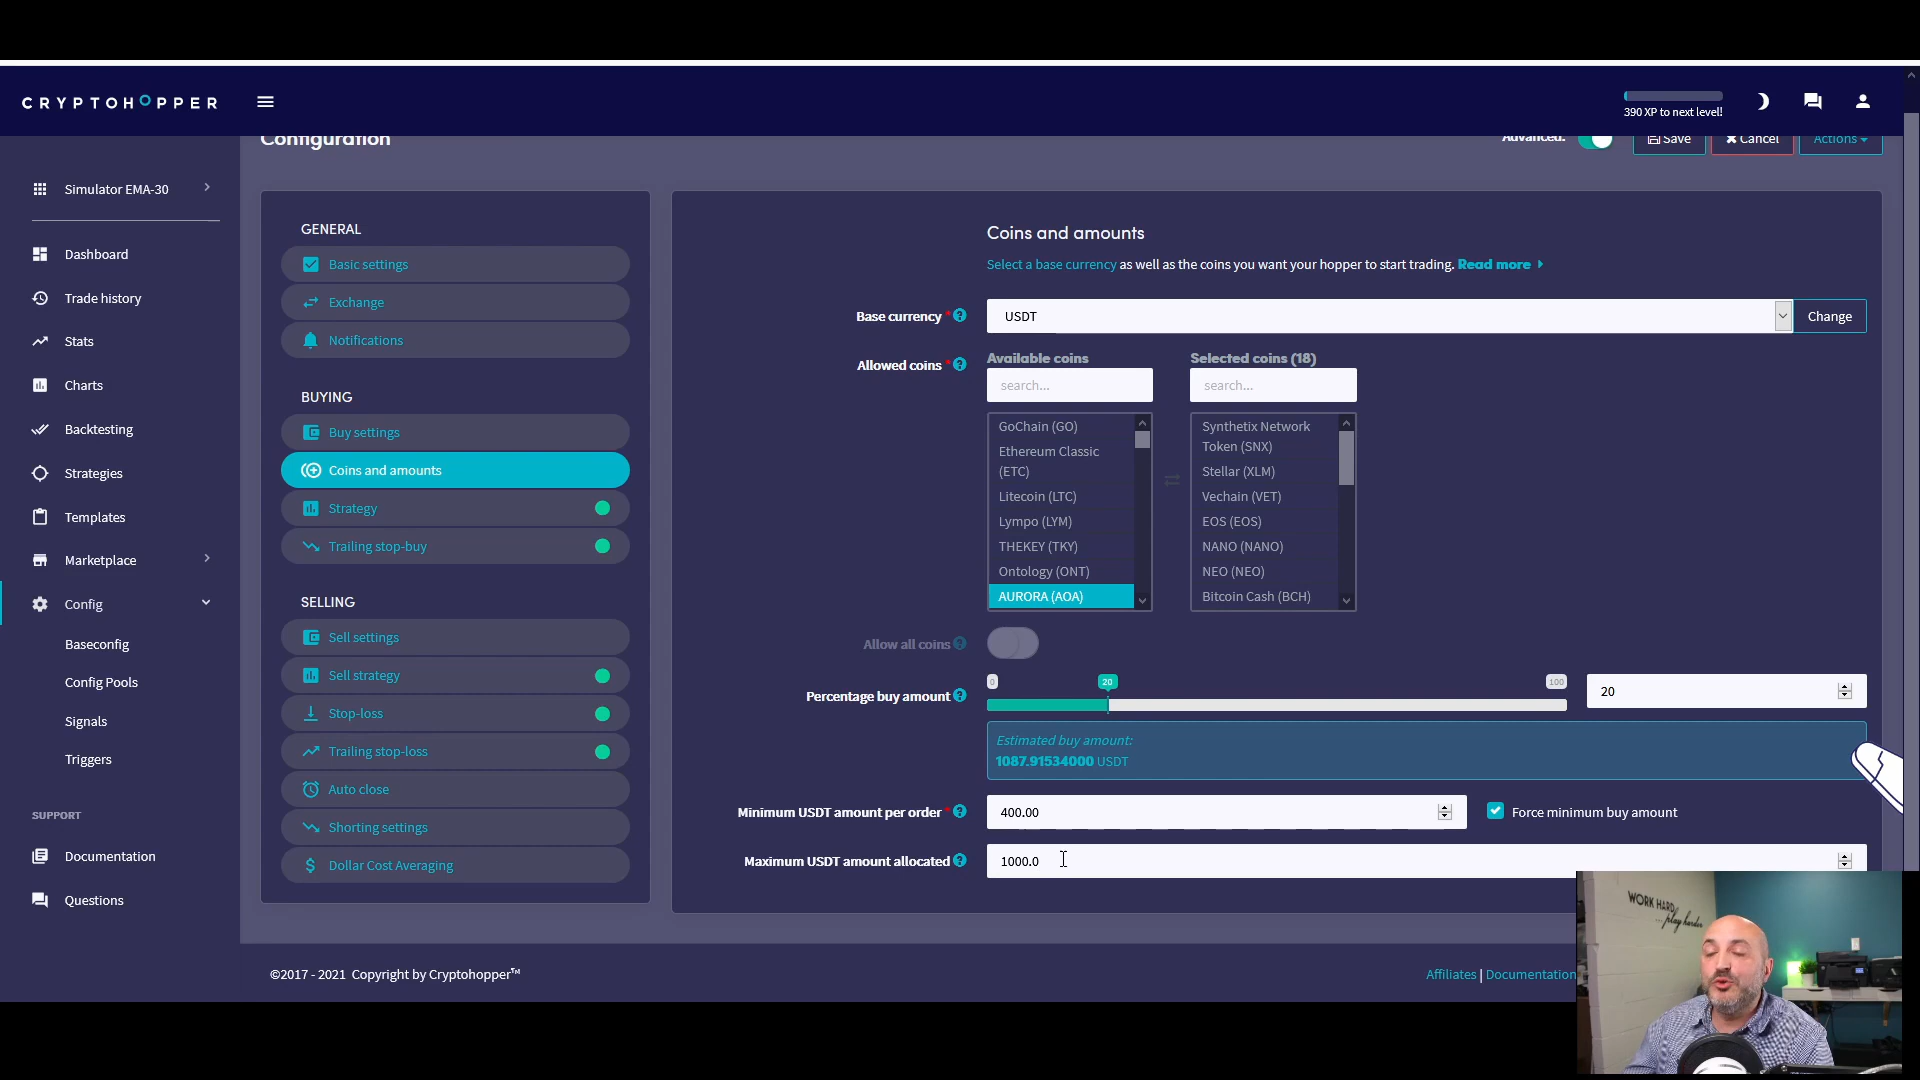 CRYPTOHOPPER
390 XP to next level!
Configuration
Advanced:
Save
Cancel
Actions
Simulator EMA-30
Dashboard
Trade history
Stats
Charts
Backtesting
Strategies
Templates
Marketplace
Config
Baseconfig
Config Pools
Signals
Triggers
SUPPORT
Documentation
Questions
GENERAL
Basic settings
Exchange
Notifications
BUYING
Buy settings
Coins and amounts
Strategy
Trailing stop-buy
SELLING
Sell settings
Sell strategy
Stop-loss
Trailing stop-loss
Auto close
Shorting settings
Dollar Cost Averaging
Coins and amounts
Select a base currency as well as the coins you want your hopper to start trading. Read more
Base currency *
USDT
Change
Allowed coins *
Available coins
search...
GoChain (GO)
Ethereum Classic
(ETC)
Litecoin (LTC)
Lympo (LYM)
THEKEY (TKY)
Ontology (ONT)
AURORA (AOA)
Selected coins (18)
search...
Synthetix Network
Token (SNX)
Stellar (XLM)
Vechain (VET)
EOS (EOS)
NANO (NANO)
NEO (NEO)
Bitcoin Cash (BCH)
Allow all coins
Percentage buy amount
0
20
100
20
Estimated buy amount:
1087.91534000 USDT
Minimum USDT amount per order *
400.00
Force minimum buy amount
Maximum USDT amount allocated
1000.0
©2017 - 2021 Copyright by Cryptohopper™
Affiliates | Documentation
WORK HARD
...play harder